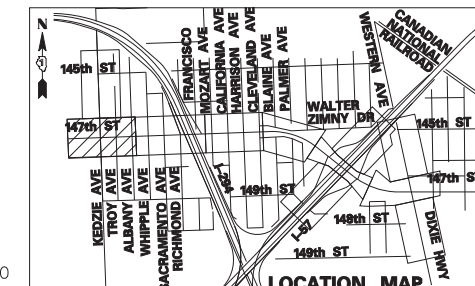 N
CANADIAN
NATIONAL
RAILROAD
WESTERN AVE
FRANCISCO
MOZART AVE
CALIFORNIA AVE
HARRISON AVE
CLEVELAND AVE
BLAINE AVE
PALMER AVE
145th ST
WALTER
ZIMNY DR
147th ST
145th ST
I-294
149th ST
147th S
KEDZIE AVE
TROY AVE
ALBANY AVE
WHIPPLE AVE
SACRAMENTO AVE
RICHMOND AVE
I-57
148th ST
149th ST
DIXIE HWY
0
LOCATION MAP